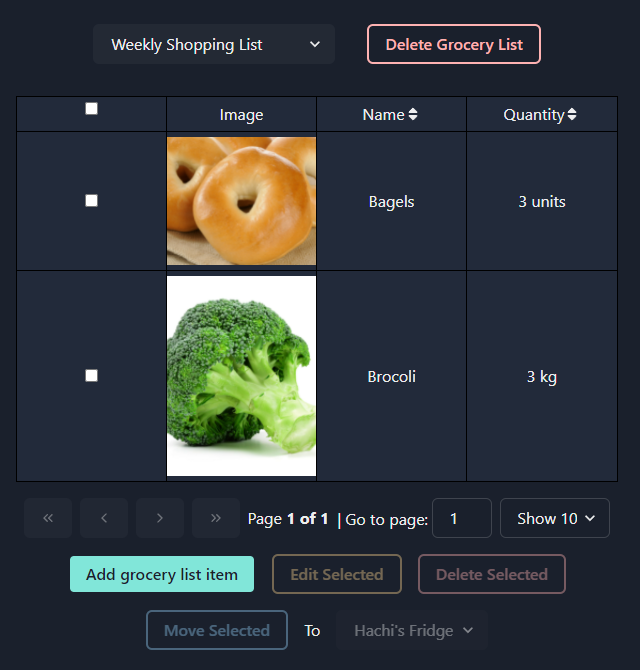 Weekly Shopping List Delete Grocery List
Image Name Quantity
Bagels 3 units
Brocoli 3 kg
« ‹ › » Page 1 of 1 | Go to page: 1 Show 10
Add grocery list item Edit Selected Delete Selected
Move Selected To Hachi's Fridge